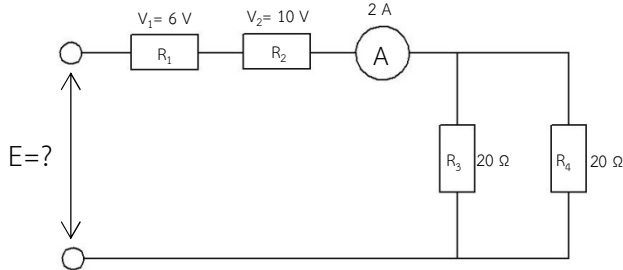 V₁= 6 V
V₂= 10 V
2 A
R₁
R₂
A
E=?
R₃
20 Ω
R₄
20 Ω